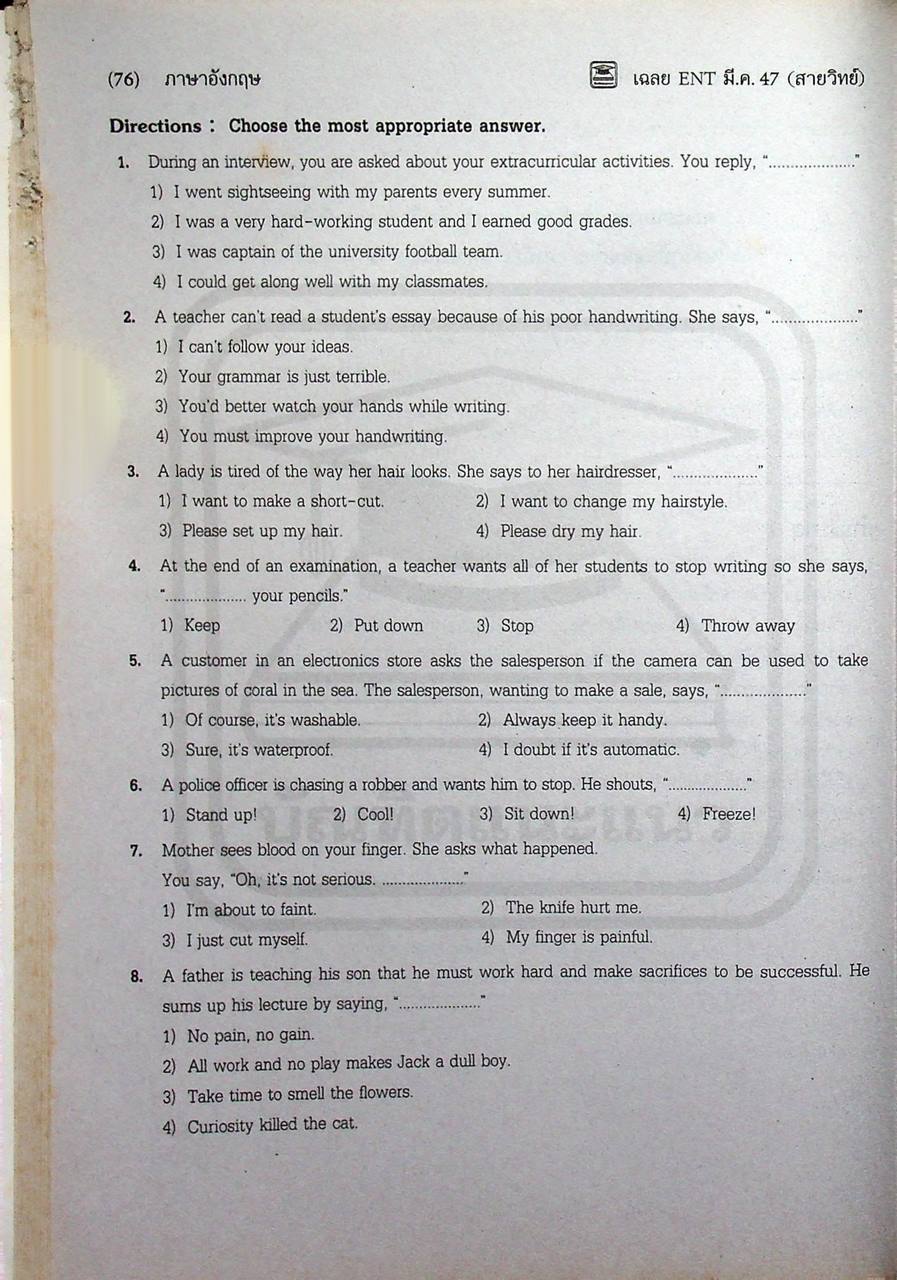 (76) ภาษาอังกฤษ เฉลย ENT มี.ค. 47 (สายวิทย์)
Directions : Choose the most appropriate answer.
1. During an interview, you are asked about your extracurricular activities. You reply, "...................."
1) I went sightseeing with my parents every summer.
2) I was a very hard-working student and I earned good grades.
3) I was captain of the university football team.
4) I could get along well with my classmates.
2. A teacher can't read a student's essay because of his poor handwriting. She says, "...................."
1) I can't follow your ideas.
2) Your grammar is just terrible.
3) You'd better watch your hands while writing.
4) You must improve your handwriting.
3. A lady is tired of the way her hair looks. She says to her hairdresser, "...................."
1) I want to make a short-cut. 2) I want to change my hairstyle.
3) Please set up my hair. 4) Please dry my hair.
4. At the end of an examination, a teacher wants all of her students to stop writing so she says,
".................... your pencils."
1) Keep 2) Put down 3) Stop 4) Throw away
5. A customer in an electronics store asks the salesperson if the camera can be used to take
pictures of coral in the sea. The salesperson, wanting to make a sale, says, "...................."
1) Of course, it's washable. 2) Always keep it handy.
3) Sure, it's waterproof. 4) I doubt if it's automatic.
6. A police officer is chasing a robber and wants him to stop. He shouts, "...................."
1) Stand up! 2) Cool! 3) Sit down! 4) Freeze!
7. Mother sees blood on your finger. She asks what happened.
You say, "Oh, it's not serious. ...................."
1) I'm about to faint. 2) The knife hurt me.
3) I just cut myself. 4) My finger is painful.
8. A father is teaching his son that he must work hard and make sacrifices to be successful. He
sums up his lecture by saying, "...................."
1) No pain, no gain.
2) All work and no play makes Jack a dull boy.
3) Take time to smell the flowers.
4) Curiosity killed the cat.